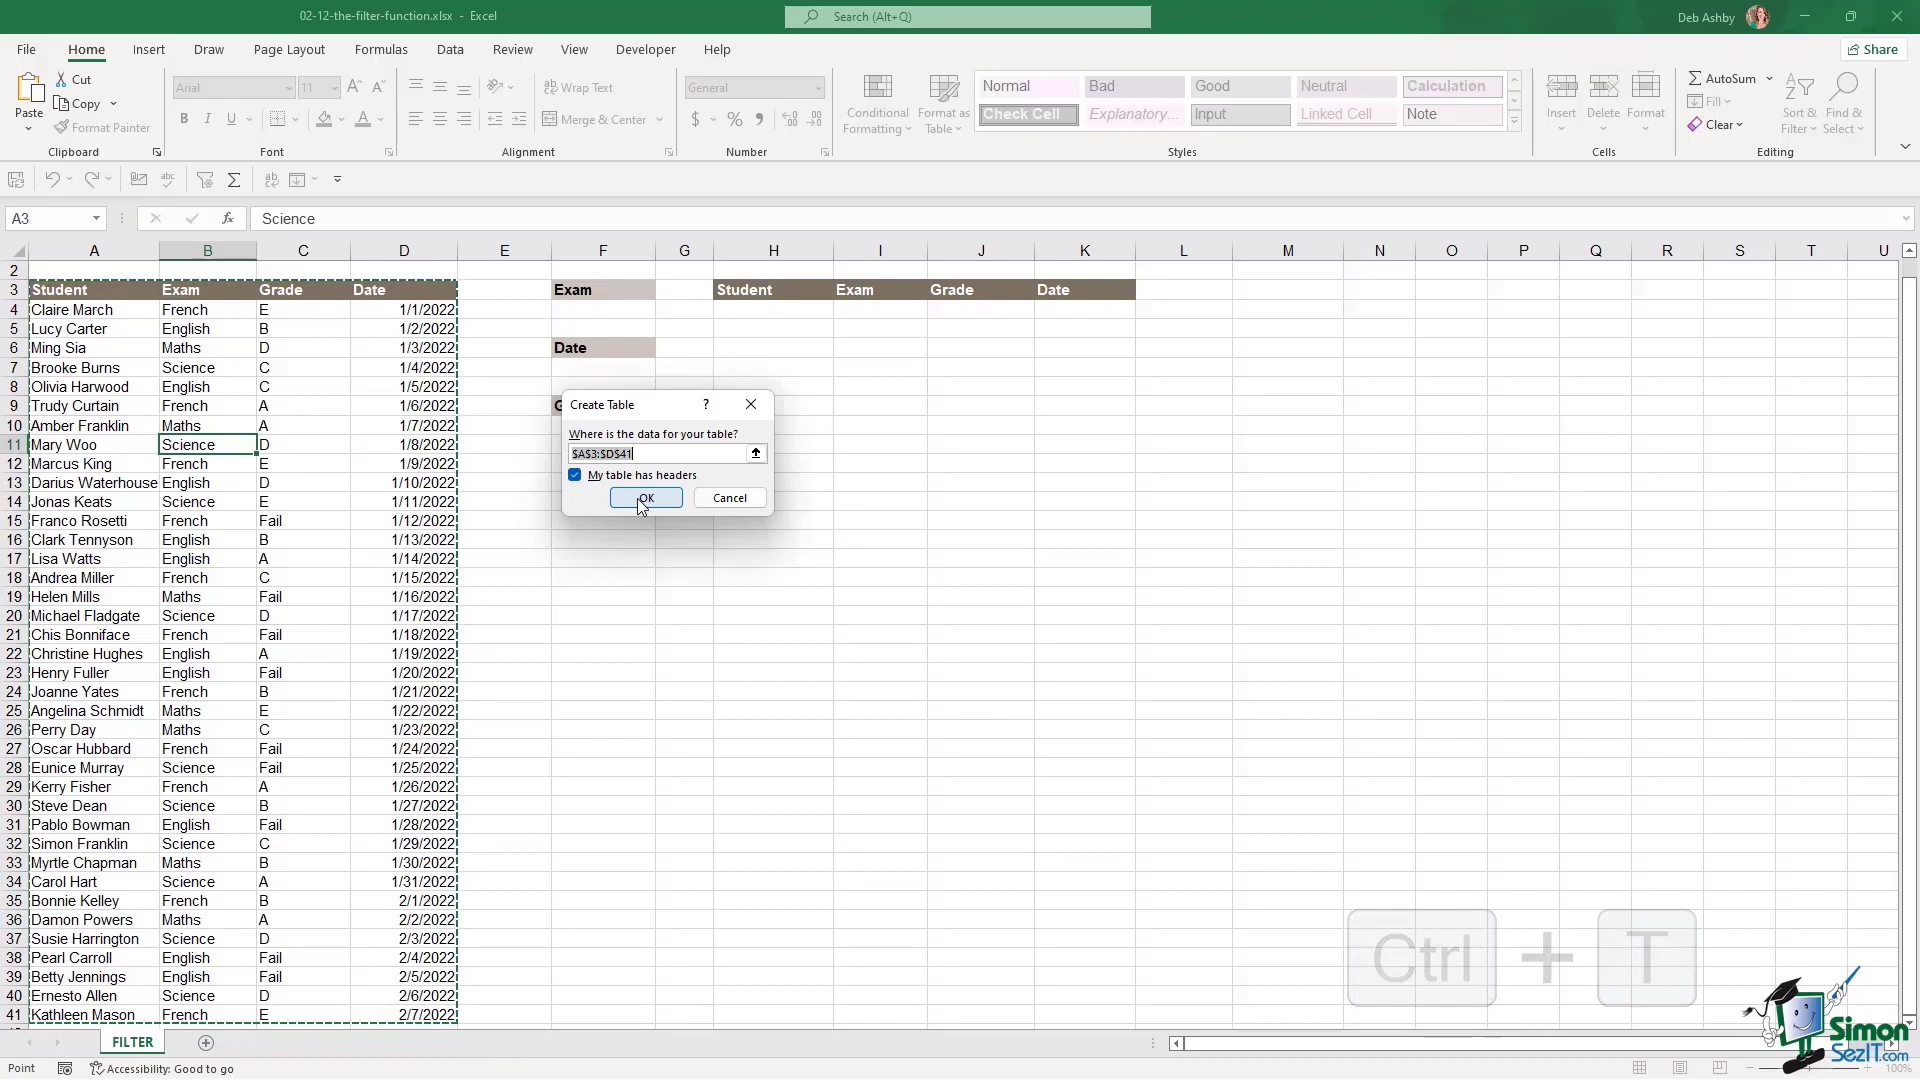 02-12-the-filter-function.xlsx - Excel
Search (Alt+Q)
Deb Ashby
File Home Insert Draw Page Layout Formulas Data Review View Developer Help
Share
Paste
Cut
Copy
Format Painter
Clipboard
Arial 11
B I U
Font
Wrap Text
Merge & Center
Alignment
General
$ % 9
Number
Conditional Formatting
Format as Table
Normal Bad Good Neutral Calculation
Check Cell Explanatory... Input Linked Cell Note
Styles
Insert Delete Format
Cells
AutoSum
Fill
Clear
Sort & Filter
Find & Select
Editing
A3 fx Science
A B C D E F G H I J K L M N O P Q R S T U
2
3 Student Exam Grade Date Exam Student Exam Grade Date
4 Claire March French E 1/1/2022
5 Lucy Carter English B 1/2/2022
6 Ming Sia Maths D 1/3/2022 Date
7 Brooke Burns Science C 1/4/2022
8 Olivia Harwood English C 1/5/2022
9 Trudy Curtain French A 1/6/2022
10 Amber Franklin Maths A 1/7/2022
11 Mary Woo Science D 1/8/2022
12 Marcus King French E 1/9/2022
13 Darius Waterhouse English D 1/10/2022
14 Jonas Keats Science E 1/11/2022
15 Franco Rosetti French Fail 1/12/2022
16 Clark Tennyson English B 1/13/2022
17 Lisa Watts English A 1/14/2022
18 Andrea Miller French C 1/15/2022
19 Helen Mills Maths Fail 1/16/2022
20 Michael Fladgate Science D 1/17/2022
21 Chis Bonniface French Fail 1/18/2022
22 Christine Hughes English A 1/19/2022
23 Henry Fuller English Fail 1/20/2022
24 Joanne Yates French B 1/21/2022
25 Angelina Schmidt Maths E 1/22/2022
26 Perry Day Maths C 1/23/2022
27 Oscar Hubbard French Fail 1/24/2022
28 Eunice Murray Science Fail 1/25/2022
29 Kerry Fisher French A 1/26/2022
30 Steve Dean Science B 1/27/2022
31 Pablo Bowman English Fail 1/28/2022
32 Simon Franklin Science C 1/29/2022
33 Myrtle Chapman Maths B 1/30/2022
34 Carol Hart Science A 1/31/2022
35 Bonnie Kelley French B 2/1/2022
36 Damon Powers Maths A 2/2/2022
37 Susie Harrington Science D 2/3/2022
38 Pearl Carroll English Fail 2/4/2022
39 Betty Jennings English Fail 2/5/2022
40 Ernesto Allen Science D 2/6/2022
41 Kathleen Mason French E 2/7/2022
Create Table ?
Where is the data for your table?
$A$3:$D$41
My table has headers
OK Cancel
Ctrl + T
Simon
SezIT.com
FILTER
Point
Accessibility: Good to go
100%